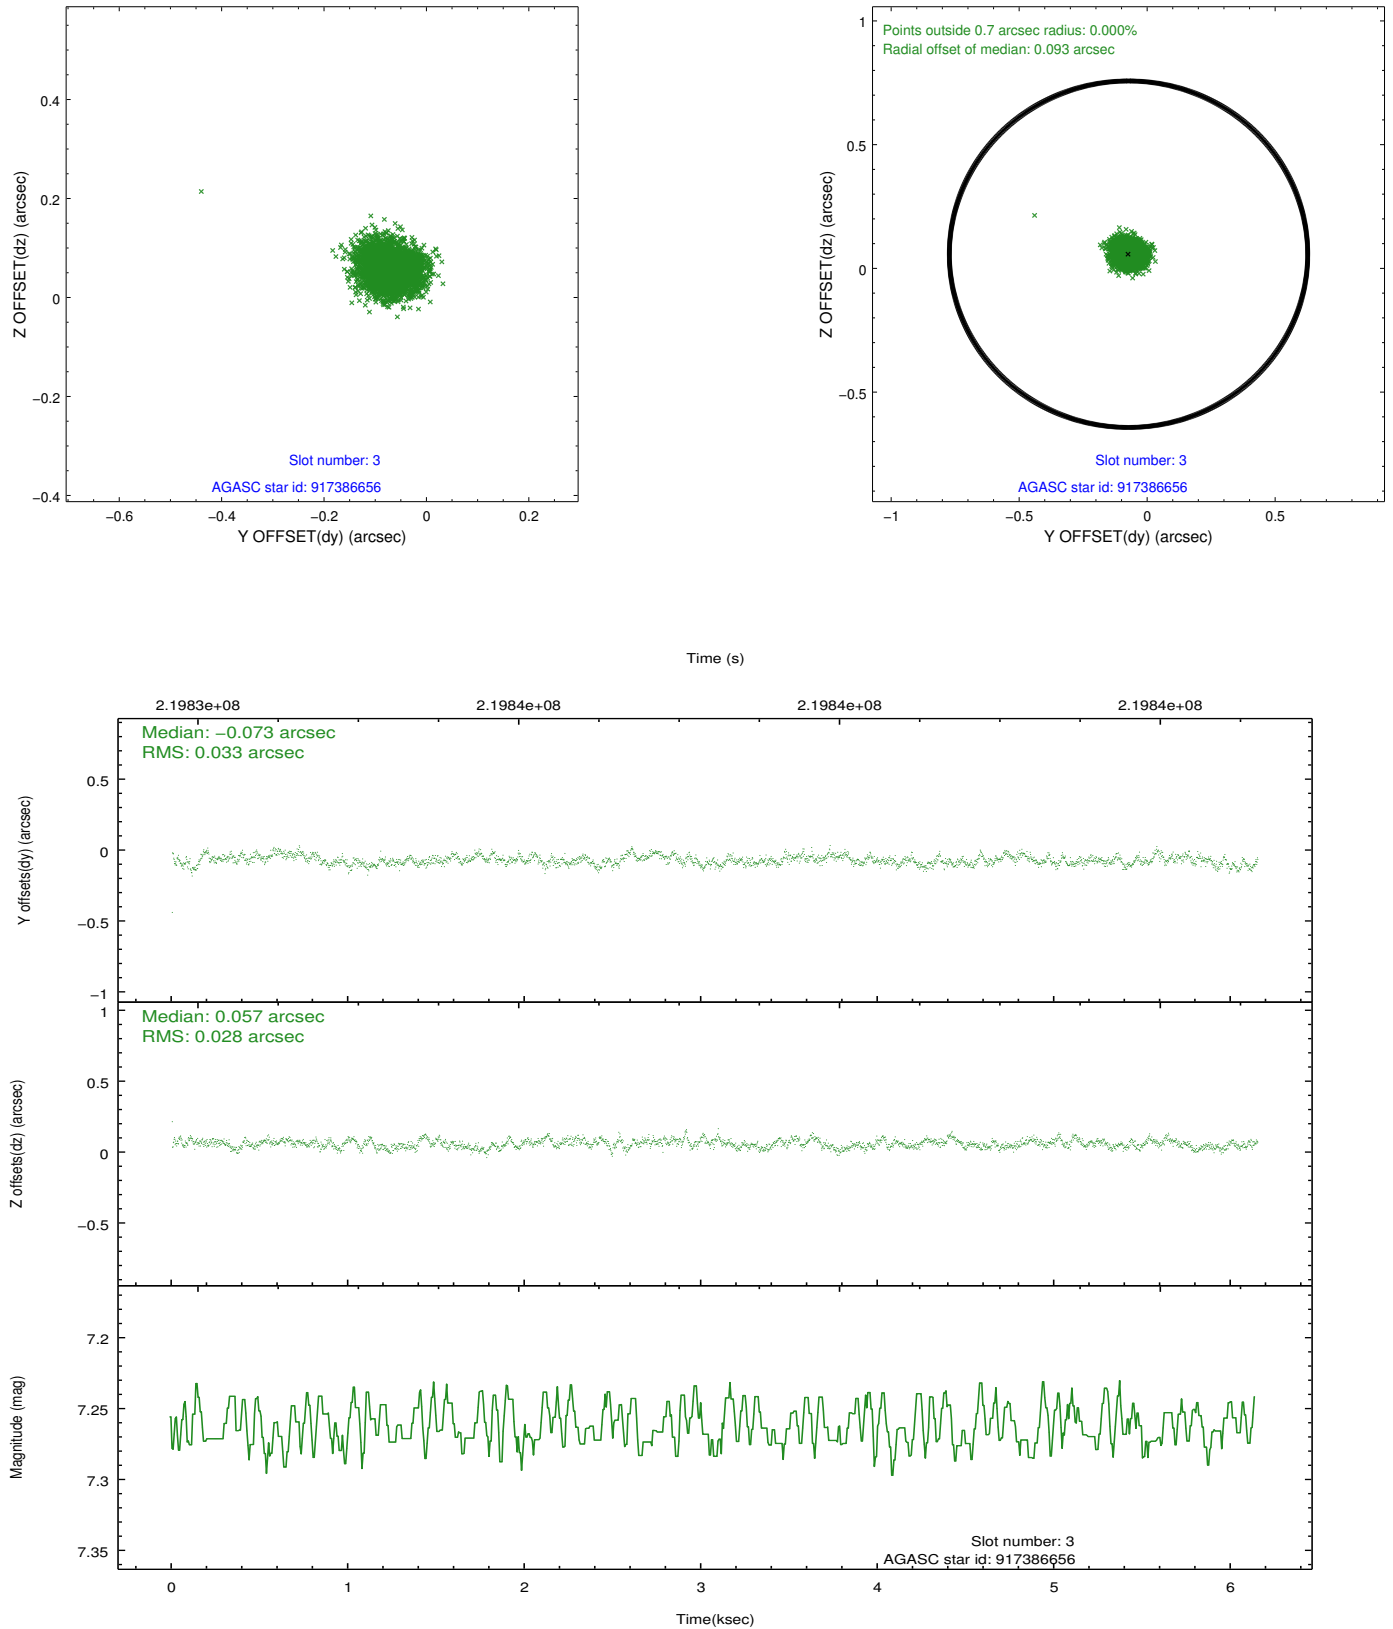 0.4
0.2
0
−0.2
−0.4
Z OFFSET(dz) (arcsec)
Slot number: 3
AGASC star id: 917386656
−0.6 −0.4 −0.2 0 0.2
Y OFFSET(dy) (arcsec)
Points outside 0.7 arcsec radius: 0.000%
Radial offset of median: 0.093 arcsec
1
0.5
0
−0.5
Z OFFSET(dz) (arcsec)
Slot number: 3
AGASC star id: 917386656
−1 −0.5 0 0.5
Y OFFSET(dy) (arcsec)
Time (s)
2.1983e+08 2.1984e+08 2.1984e+08 2.1984e+08
Median: −0.073 arcsec
RMS: 0.033 arcsec
0.5
0
−0.5
−1
Y offsets(dy) (arcsec)
Median: 0.057 arcsec
RMS: 0.028 arcsec
1
0.5
0
−0.5
Z offsets(dz) (arcsec)
7.2
7.25
7.3
7.35
Magnitude (mag)
Slot number: 3
AGASC star id: 917386656
0 1 2 3 4 5 6
Time(ksec)